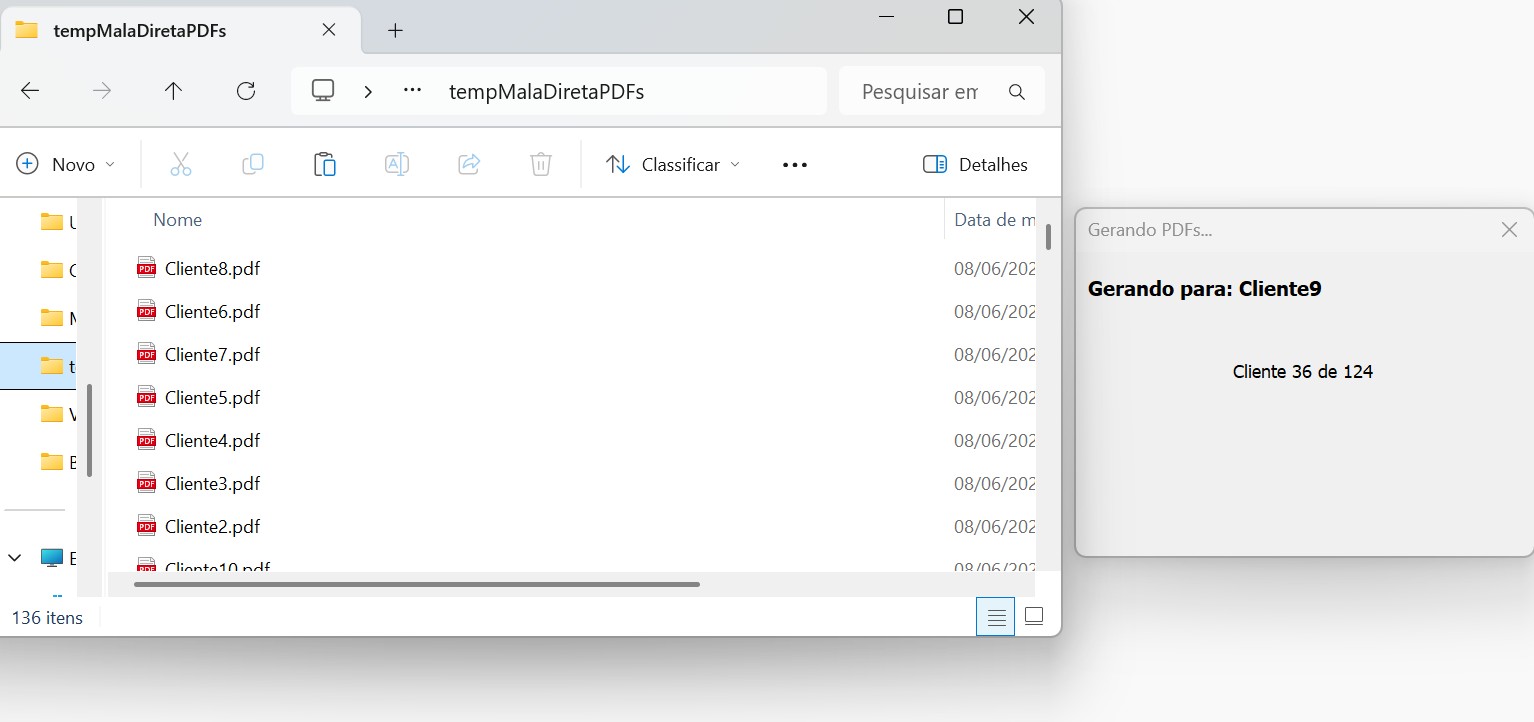 tempMalaDiretaPDFs
tempMalaDiretaPDFs
Pesquisar em
Novo
Classificar
Detalhes
Nome
Data de m
Cliente8.pdf
08/06/202
Cliente6.pdf
08/06/202
Cliente7.pdf
08/06/202
Cliente5.pdf
08/06/202
Cliente4.pdf
08/06/202
Cliente3.pdf
08/06/202
Cliente2.pdf
08/06/202
Cliente10.pdf
08/06/202
136 itens
Gerando PDFs...
Gerando para: Cliente9
Cliente 36 de 124